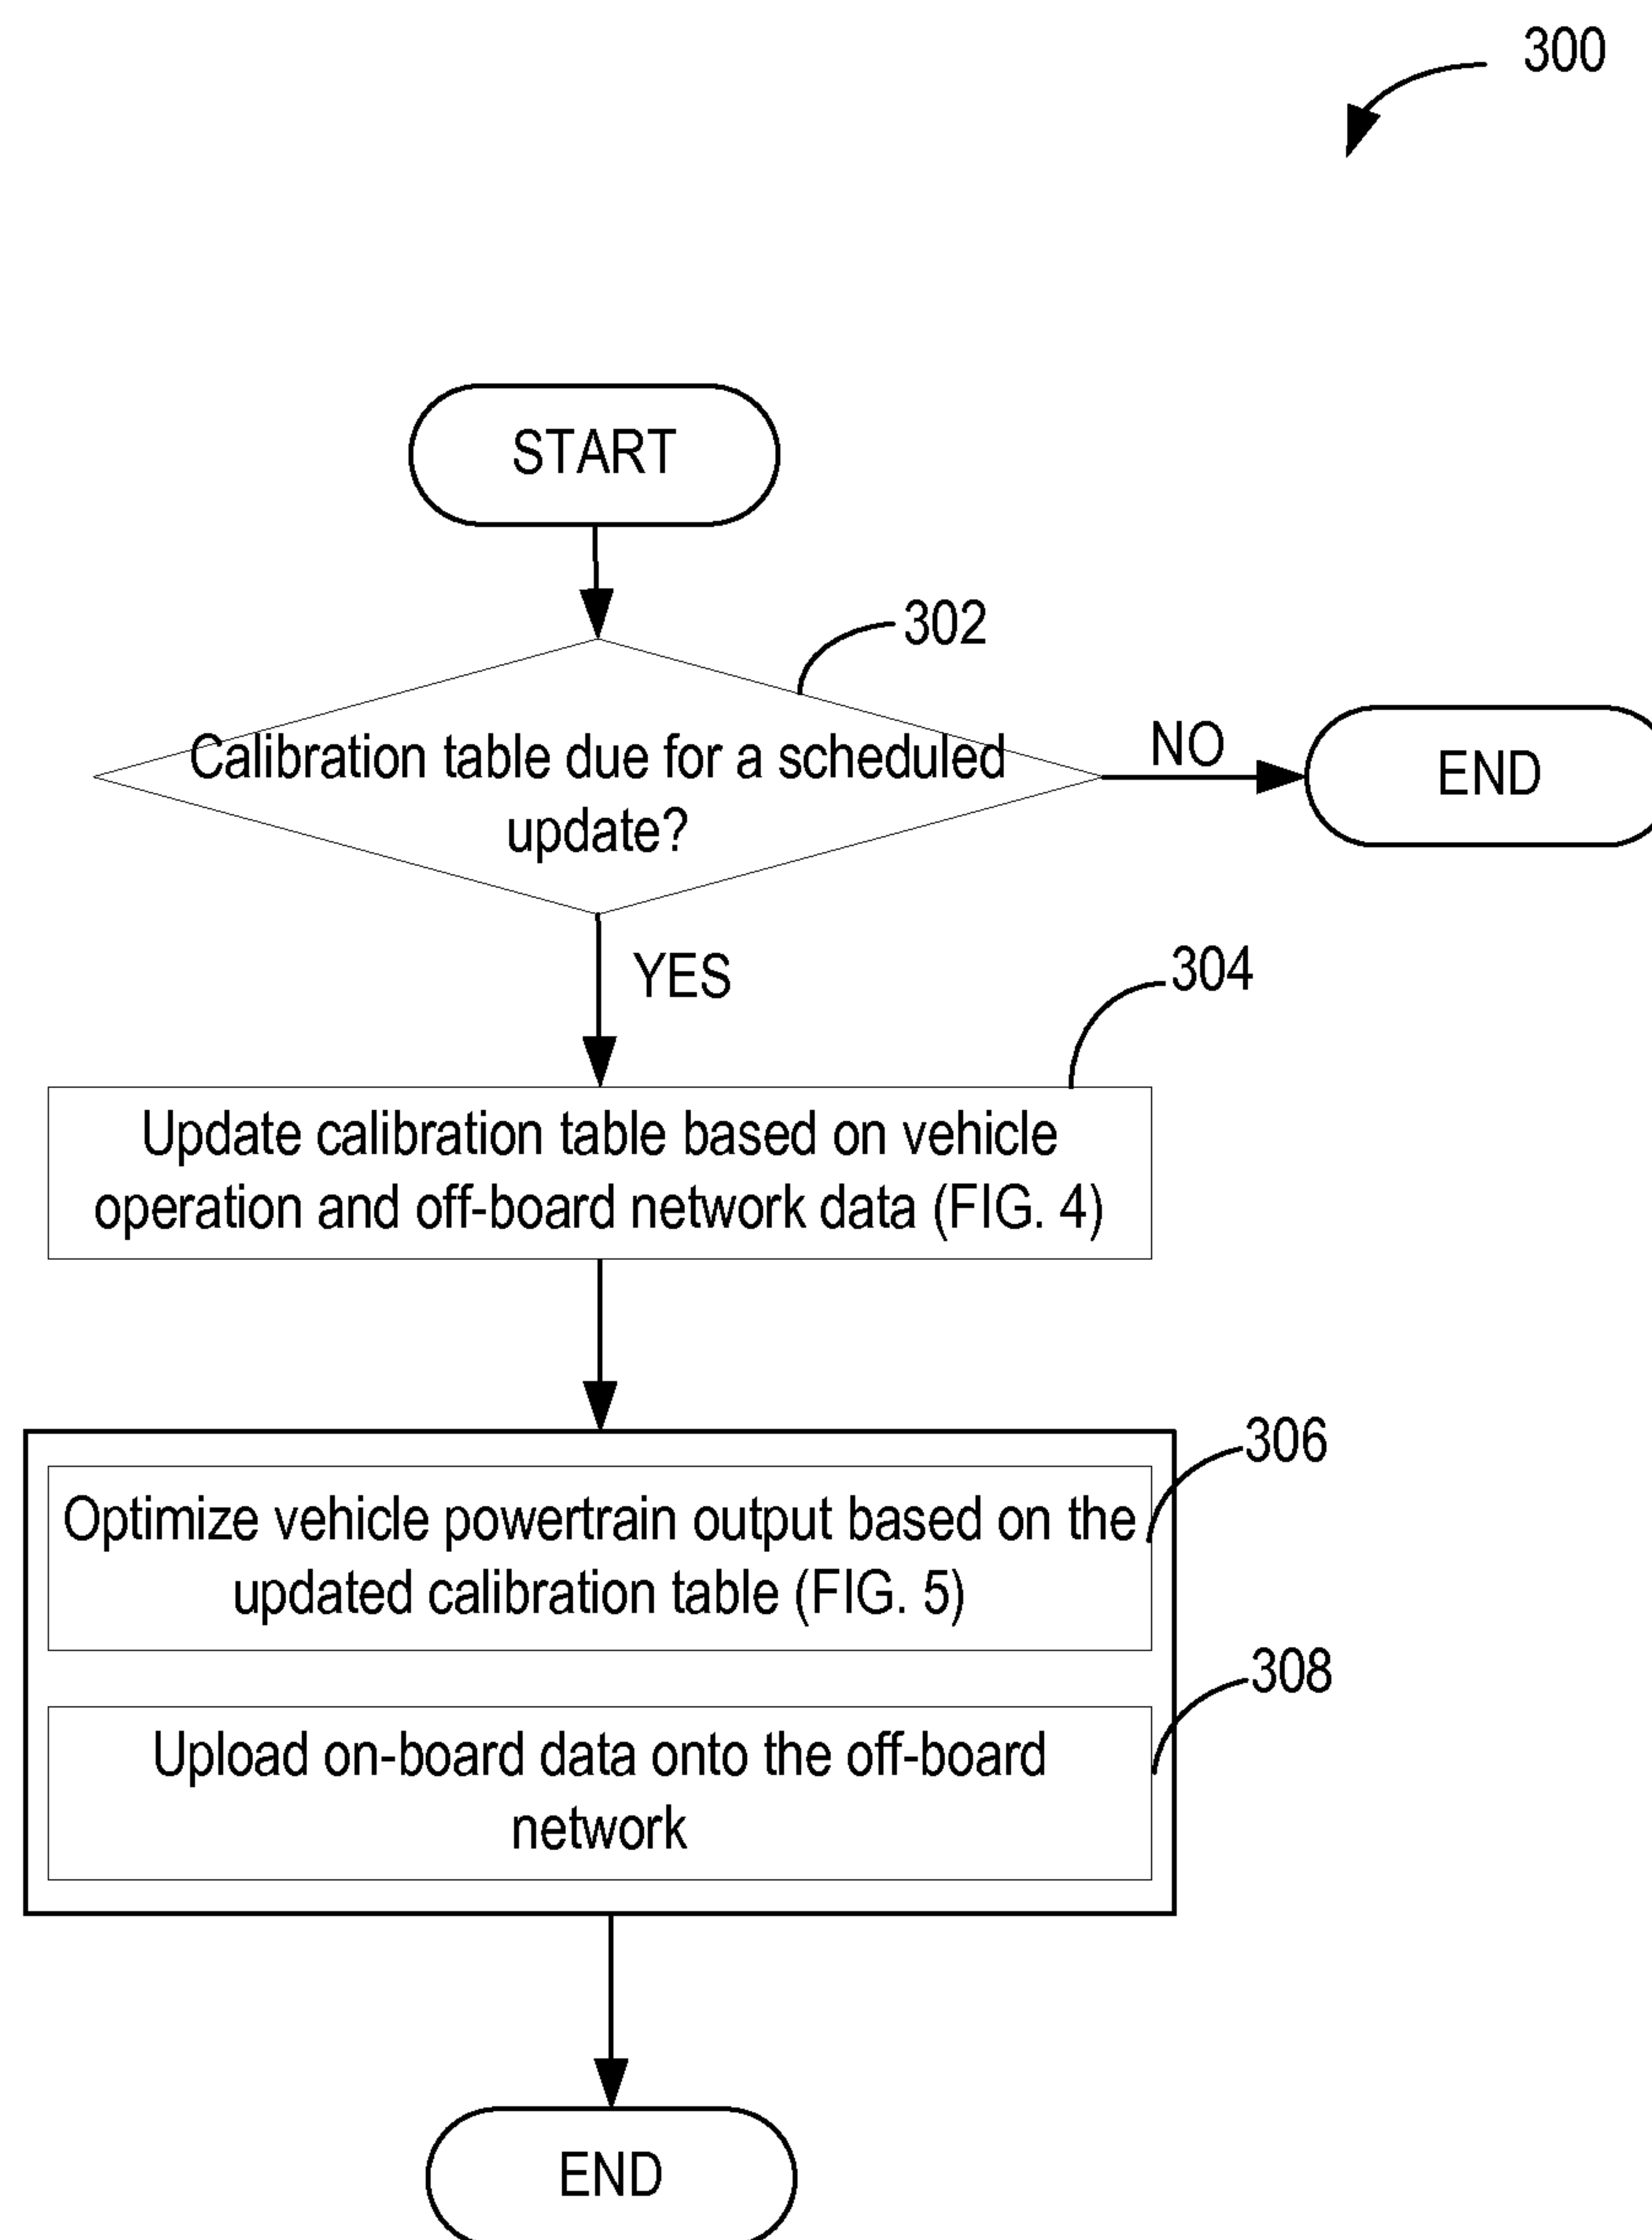 300
START
302
Calibration table due for a scheduled
update?
NO
END
YES
304
Update calibration table based on vehicle
operation and off-board network data (FIG. 4)
306
Optimize vehicle powertrain output based on the
updated calibration table (FIG. 5)
308
Upload on-board data onto the off-board
network
END